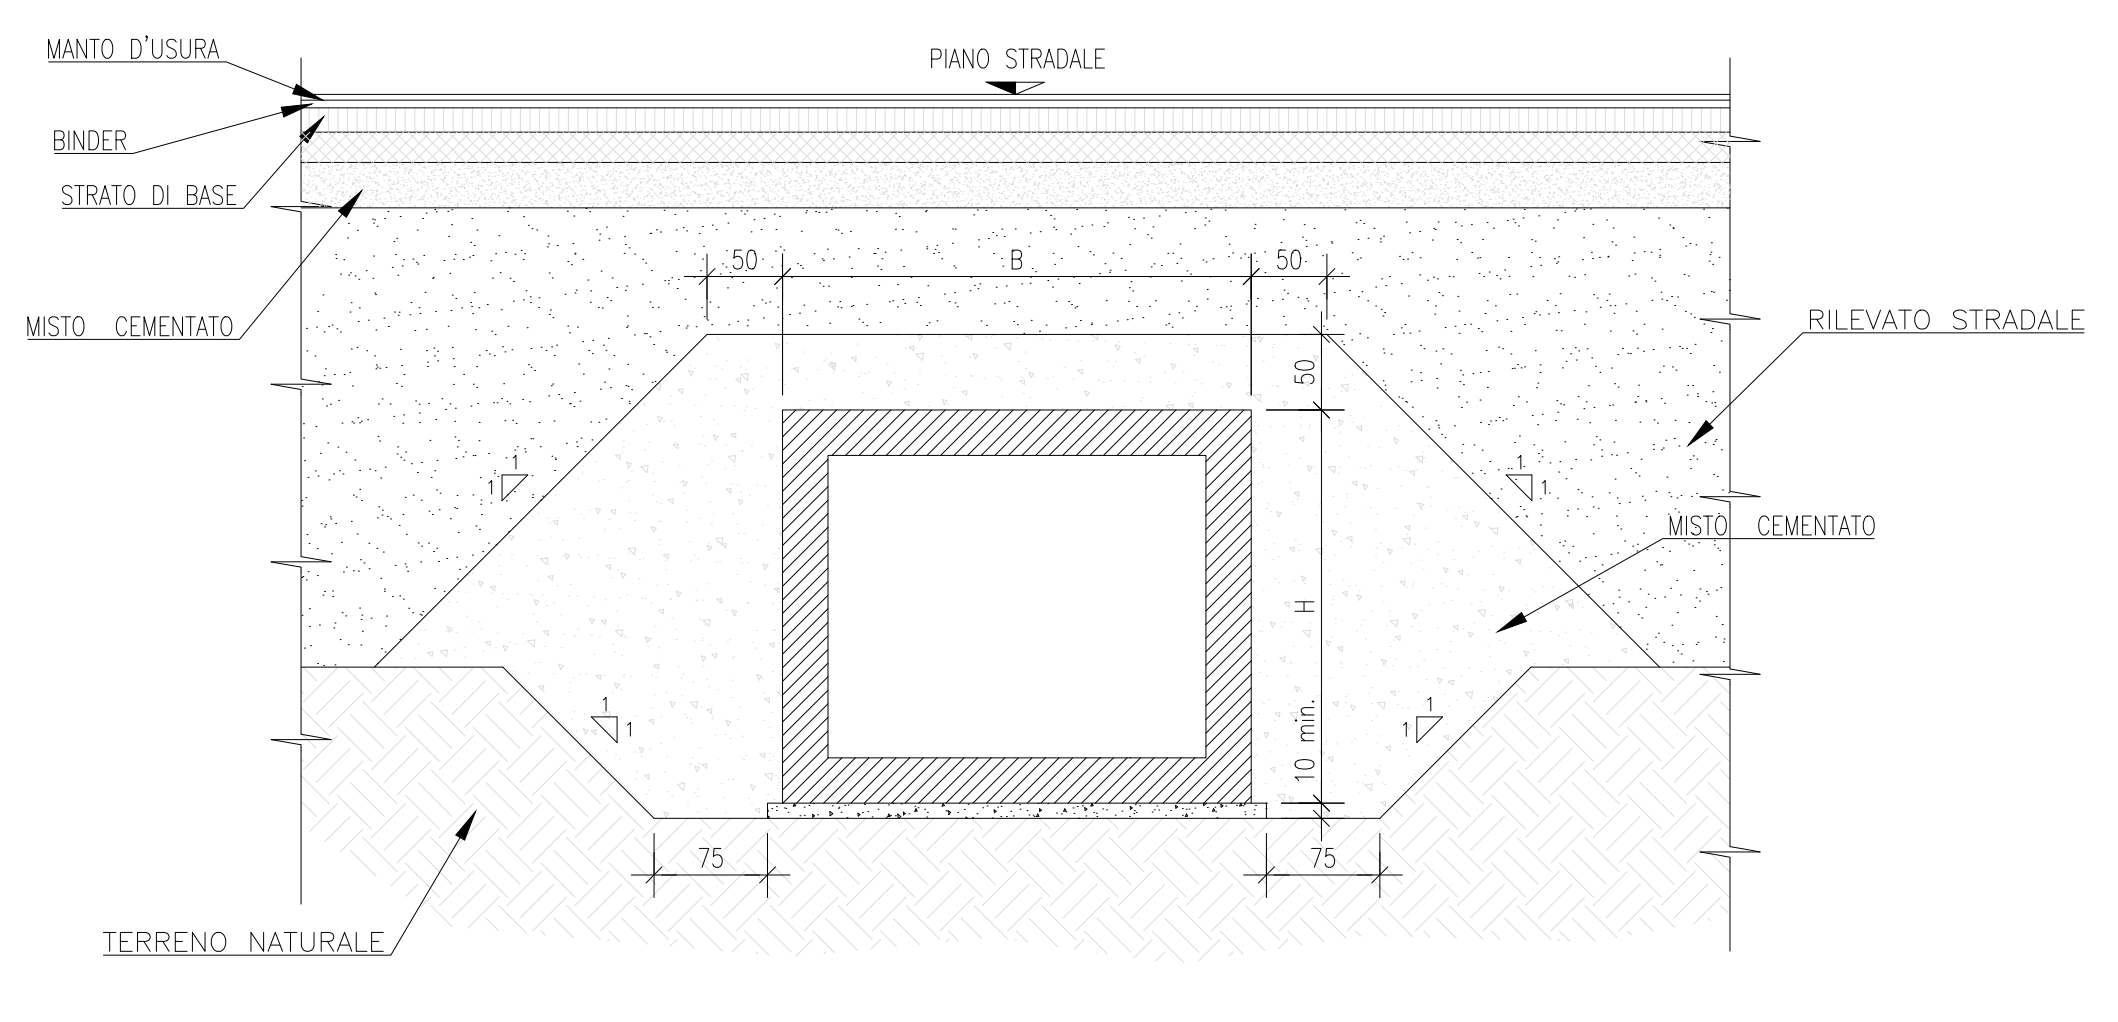 MANTO D'USURA
PIANO STRADALE
BINDER
STRATO DI BASE
50
B
50
MISTO CEMENTATO
RILEVATO STRADALE
50
1
1
1
1
MISTO CEMENTATO
H
1
1
1
1
10 min.
75
75
TERRENO NATURALE